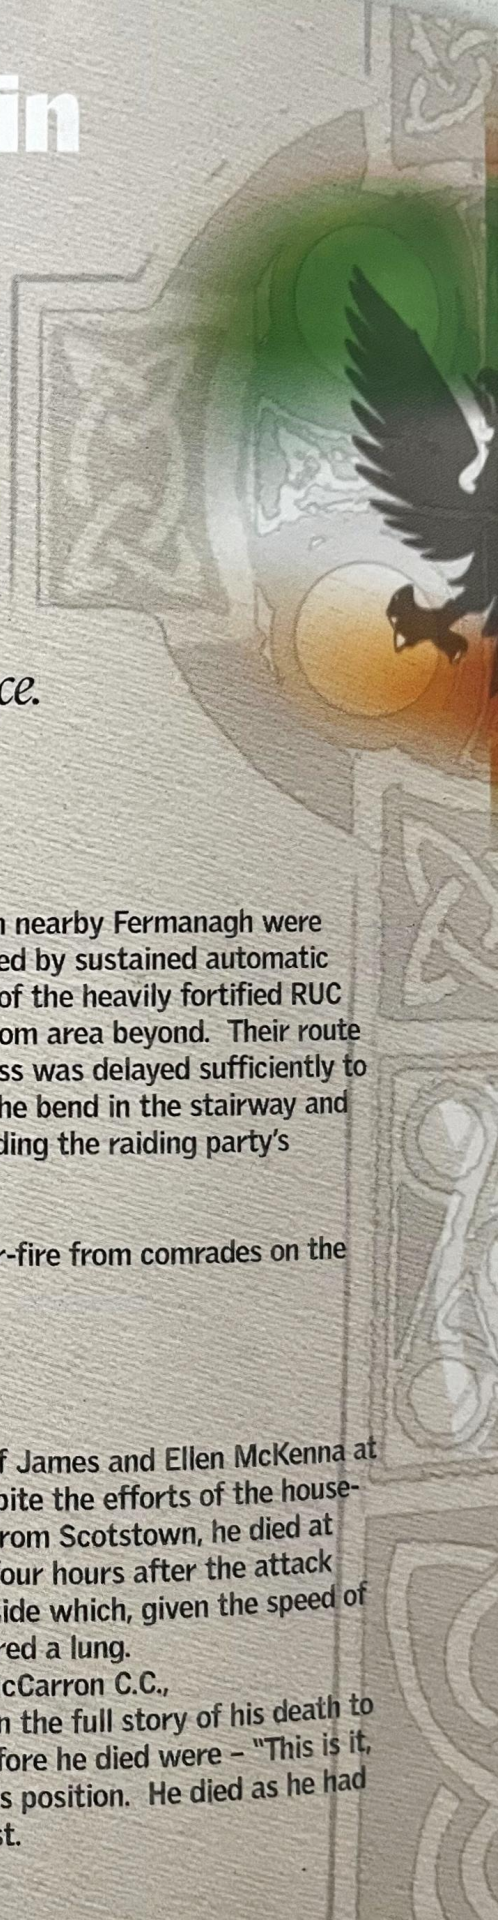 in
ce.
n nearby Fermanagh were
ed by sustained automatic
of the heavily fortified RUC
om area beyond. Their route
ss was delayed sufficiently to
he bend in the stairway and
ding the raiding party's
r-fire from comrades on the
f James and Ellen McKenna at
pite the efforts of the house-
rom Scotstown, he died at
our hours after the attack
ide which, given the speed of
red a lung.
cCarron C.C.,
n the full story of his death to
fore he died were – "This is it,
s position. He died as he had
st.